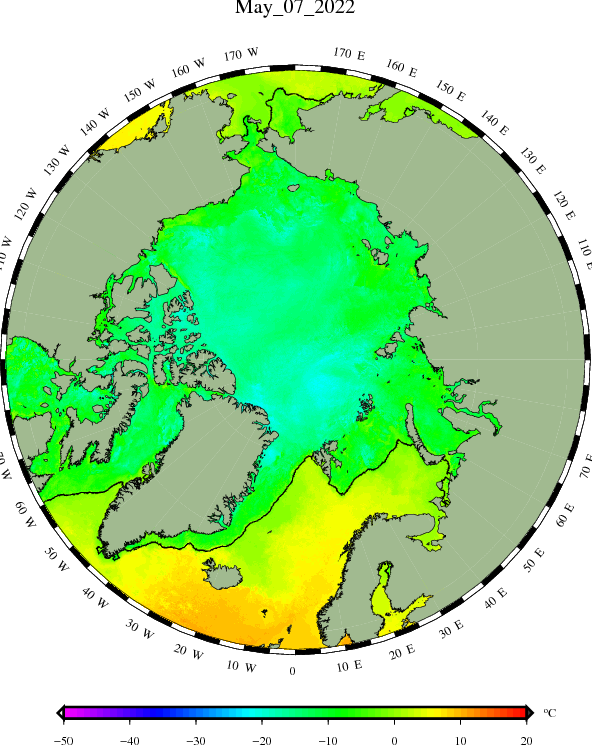 May_07_2022
170 W
170 E
160 W
160 E
150 W
150 E
140 W
140 E
130 W
130 E
120 W
120 E
110 E
70 E
60 W
60 E
50 W
50 E
40 W
40 E
30 W
30 E
20 W
20 E
10 W
10 E
0
°C
−50 −40 −30 −20 −10 0 10 20